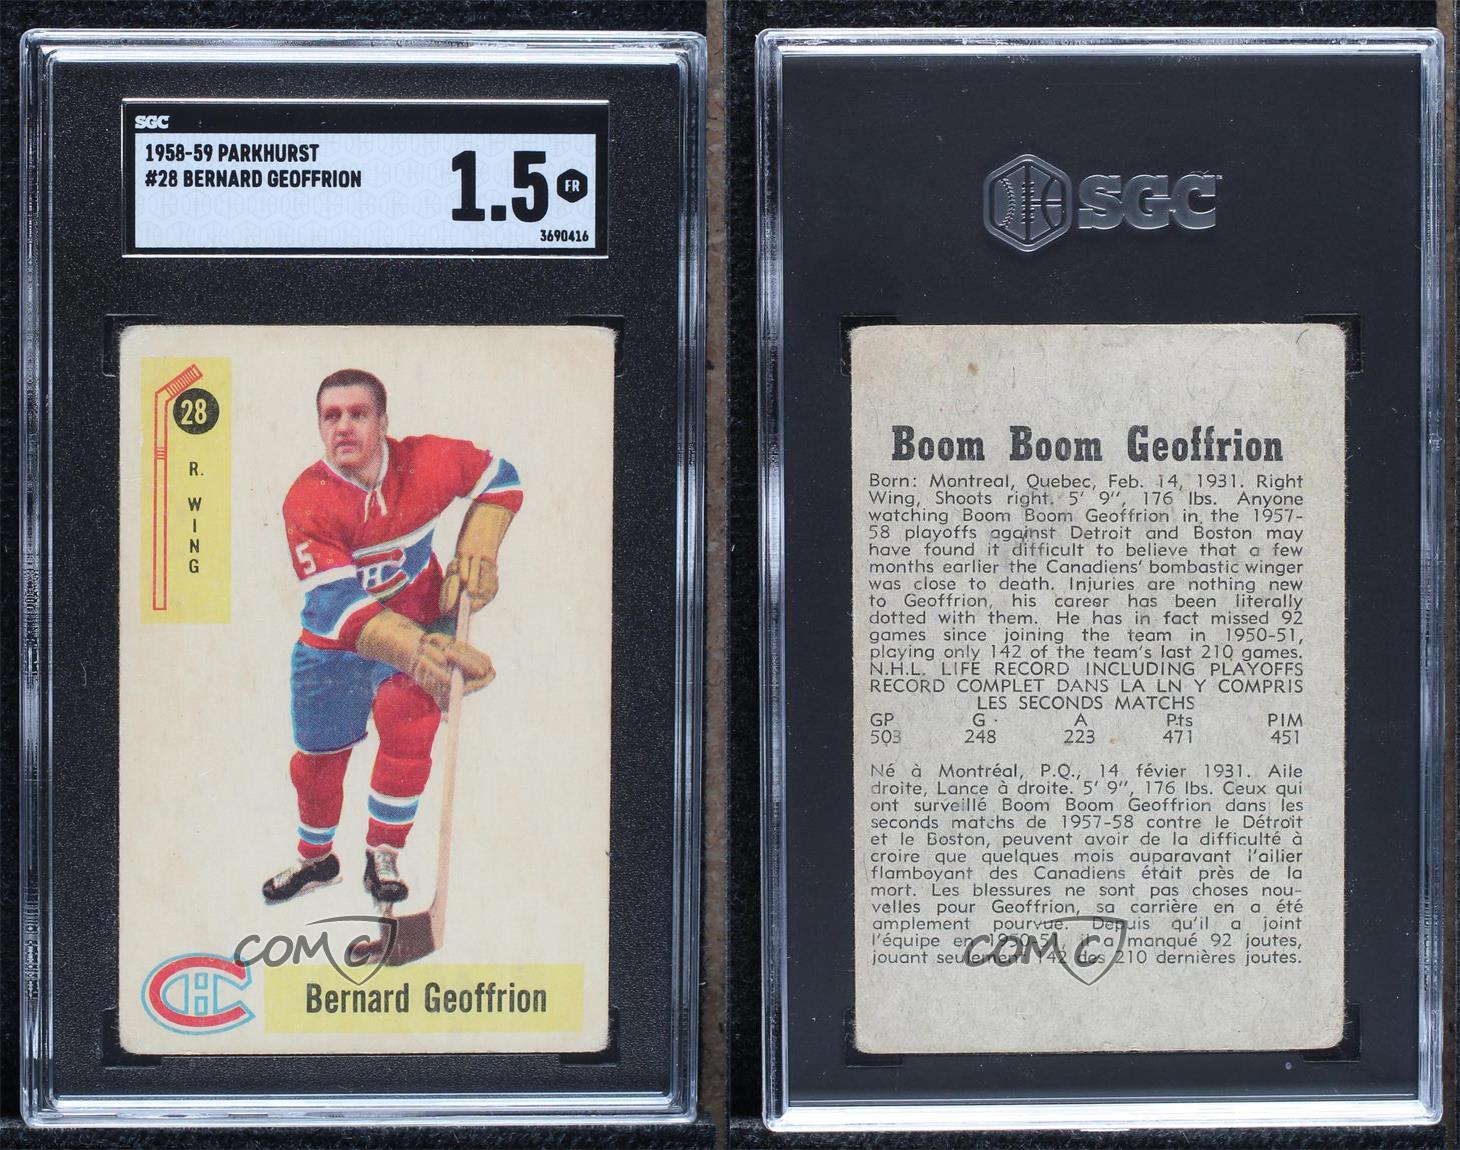 SGC
1958-59 PARKHURST
#28 BERNARD GEOFFRION
1.5
FR
3690416
28
R.
WING
5
CH
COMC
Bernard Geoffrion
SGC
Boom Boom Geoffrion
Born: Montreal, Quebec, Feb. 14, 1931. Right
Wing, Shoots right. 5' 9", 176 lbs. Anyone
watching Boom Boom Geoffrion in the 1957-
58 playoffs against Detroit and Boston may
have found it difficult to believe that a few
months earlier the Canadiens' bombastic winger
was close to death. Injuries are nothing new
to Geoffrion, his career has been literally
dotted with them. He has in fact missed 92
games since joining the team in 1950-51,
playing only 142 of the team's last 210 games.
N.H.L. LIFE RECORD INCLUDING PLAYOFFS
RECORD COMPLET DANS LA LN Y COMPRIS
LES SECONDS MATCHS
GP G A Pts PIM
503 248 223 471 451
Né à Montréal, P.Q., 14 févier 1931. Aile
droite, Lance à droite. 5' 9", 176 lbs. Ceux qui
ont surveillé Boom Boom Geoffrion dans les
seconds matchs de 1957-58 contre le Détroit
et le Boston, peuvent avoir de la difficulté à
croire que quelques mois auparavant l'ailier
flamboyant des Canadiens était près de la
mort. Les blessures ne sont pas choses nou-
velles pour Geoffrion, sa carrière en a été
amplement pourvue. Depuis qu'il a joint
l'équipe en 1950-51, il a manqué 92 joutes,
jouant seulement 142 des 210 dernières joutes.
COMC